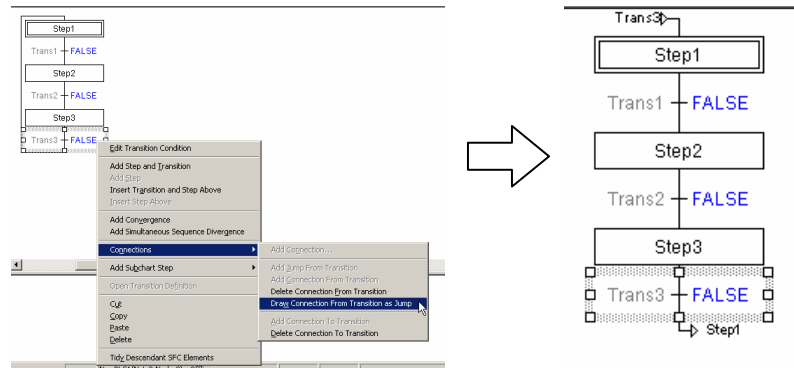 Step1
Trans1 FALSE
Step2
Trans2 FALSE
Step3
Trans3 FALSE
Edit Transition Condition
Add Step and Transition
Add Step
Insert Transition and Step Above
Insert Step Above
Add Convergence
Add Simultaneous Sequence Divergence
Connections
Add Subchart Step
Open Transition Definition
Cut
Copy
Paste
Delete
Tidy Descendant SFC Elements
Add Connection...
Add Jump From Transition
Add Connection From Transition
Delete Connection From Transition
Draw Connection From Transition as Jump
Add Connection To Transition
Delete Connection To Transition
Trans3
Step1
Trans1 FALSE
Step2
Trans2 FALSE
Step3
Trans3 FALSE
Step1